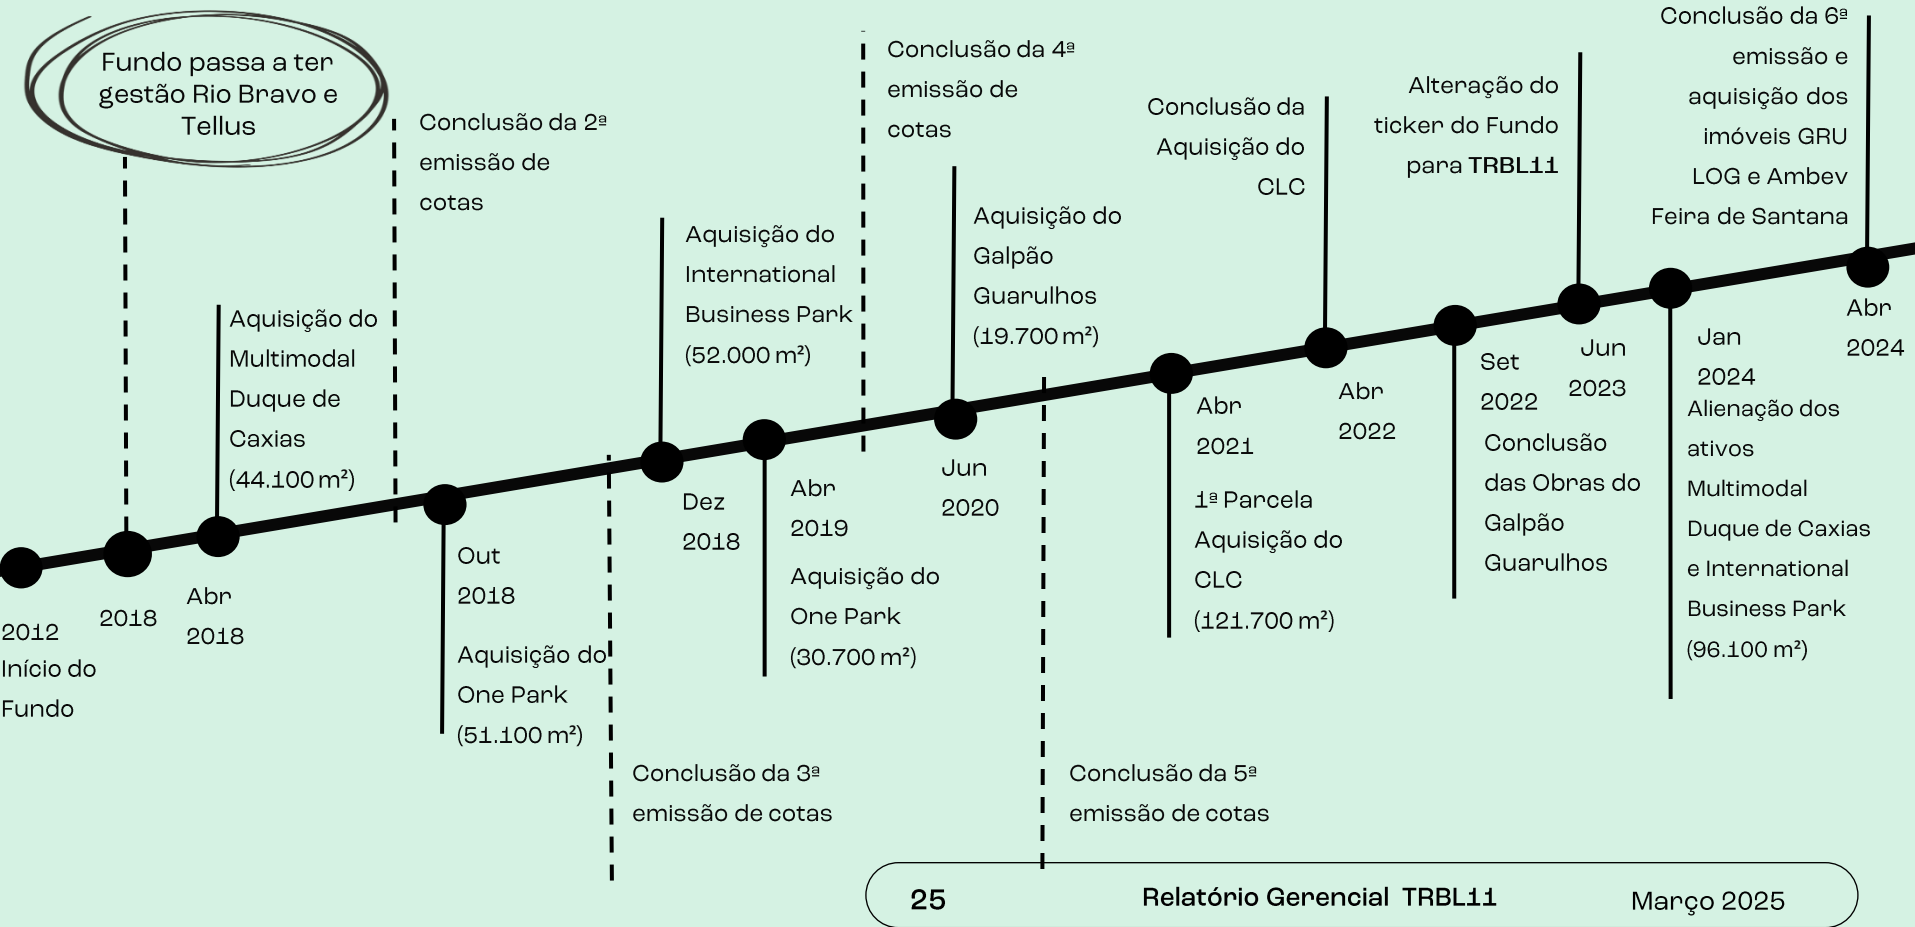 Fundo passa a ter
gestão Rio Bravo e
Tellus
2012
Início do
Fundo
2018
Aquisição do
Multimodal
Duque de
Caxias
(44.100 m²)
Abr
2018
Conclusão da 2ª
emissão de
cotas
Out
2018
Aquisição do
One Park
(51.100 m²)
Conclusão da 3ª
emissão de cotas
Aquisição do
International
Business Park
(52.000 m²)
Dez
2018
Abr
2019
Aquisição do
One Park
(30.700 m²)
Conclusão da 4ª
emissão de
cotas
Aquisição do
Galpão
Guarulhos
(19.700 m²)
Jun
2020
Conclusão da 5ª
emissão de cotas
Abr
2021
1ª Parcela
Aquisição do
CLC
(121.700 m²)
Conclusão da
Aquisição do
CLC
Abr
2022
Set
2022
Conclusão
das Obras do
Galpão
Guarulhos
Alteração do
ticker do Fundo
para TRBL11
Jun
2023
Jan
2024
Alienação dos
ativos
Multimodal
Duque de Caxias
e International
Business Park
(96.100 m²)
Conclusão da 6ª
emissão e
aquisição dos
imóveis GRU
LOG e Ambev
Feira de Santana
Abr
2024
25 Relatório Gerencial TRBL11 Março 2025